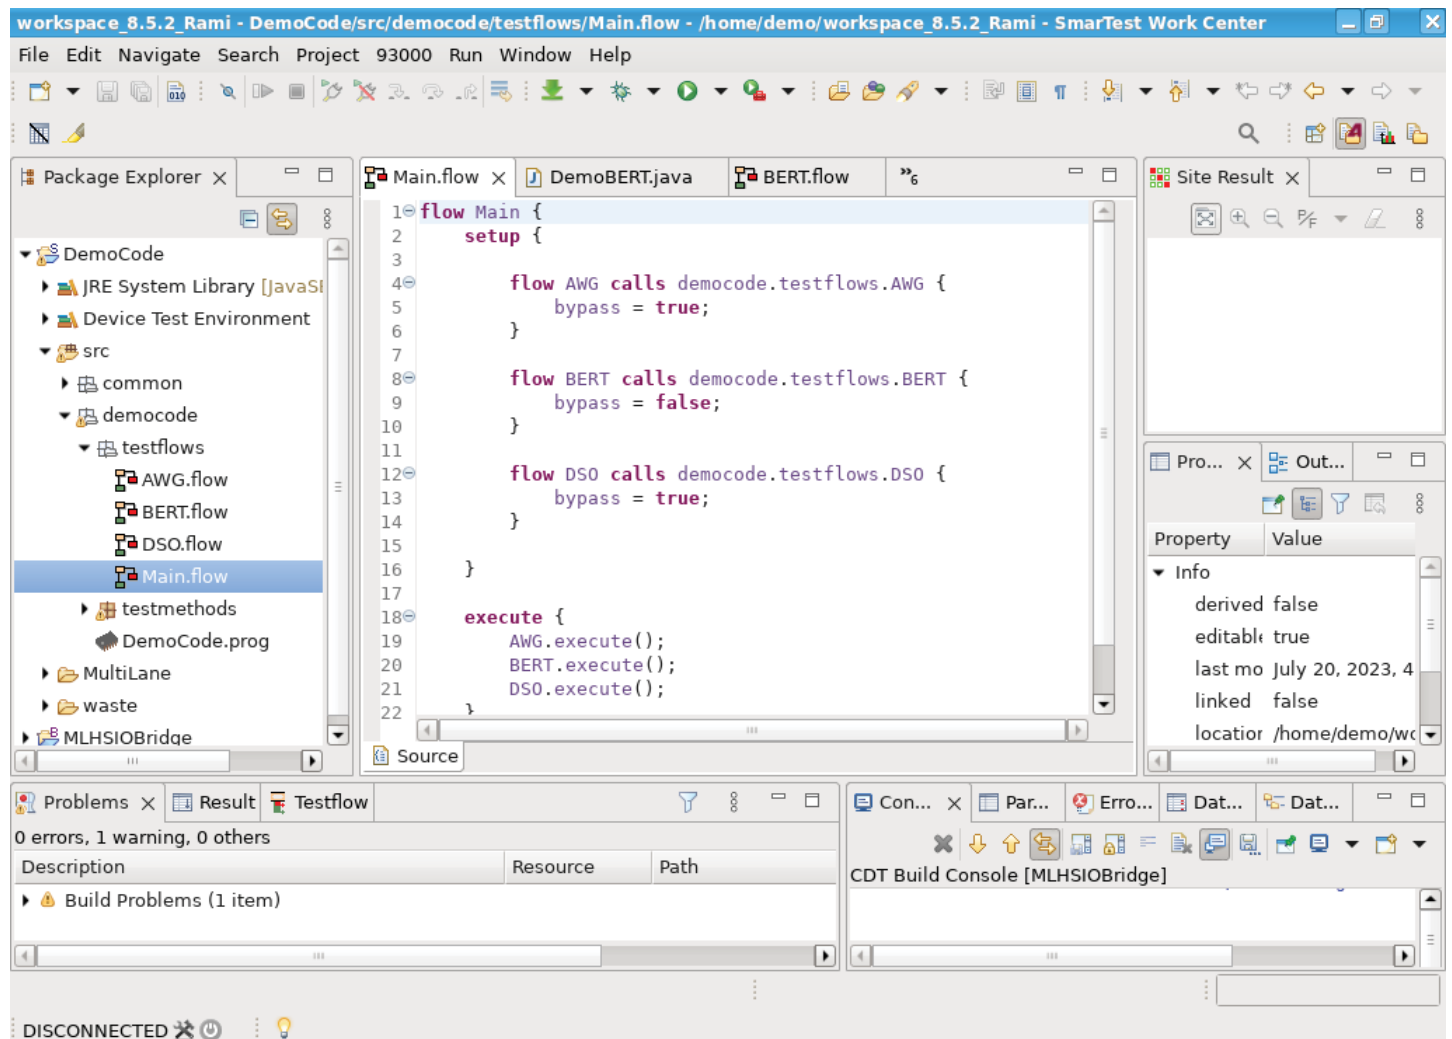 workspace_8.5.2_Rami - DemoCode/src/democode/testflows/Main.flow - /home/demo/workspace_8.5.2_Rami - SmarTest Work Center
File Edit Navigate Search Project 93000 Run Window Help
Package Explorer
DemoCode
JRE System Library [JavaSE
Device Test Environment
src
common
democode
testflows
AWG.flow
BERT.flow
DSO.flow
Main.flow
testmethods
DemoCode.prog
MultiLane
waste
MLHSIOBridge
Main.flow DemoBERT.java BERT.flow »6
1 flow Main {
2 setup {
3
4 flow AWG calls democode.testflows.AWG {
5 bypass = true;
6 }
7
8 flow BERT calls democode.testflows.BERT {
9 bypass = false;
10 }
11
12 flow DSO calls democode.testflows.DSO {
13 bypass = true;
14 }
15
16 }
17
18 execute {
19 AWG.execute();
20 BERT.execute();
21 DSO.execute();
22 }
Source
Site Result
P/F
Pro... Out...
Property Value
Info
derived false
editable true
last mo July 20, 2023, 4
linked false
location /home/demo/wo
Problems Result Testflow
0 errors, 1 warning, 0 others
Description Resource Path
Build Problems (1 item)
Con... Par... Erro... Dat... Dat...
CDT Build Console [MLHSIOBridge]
DISCONNECTED